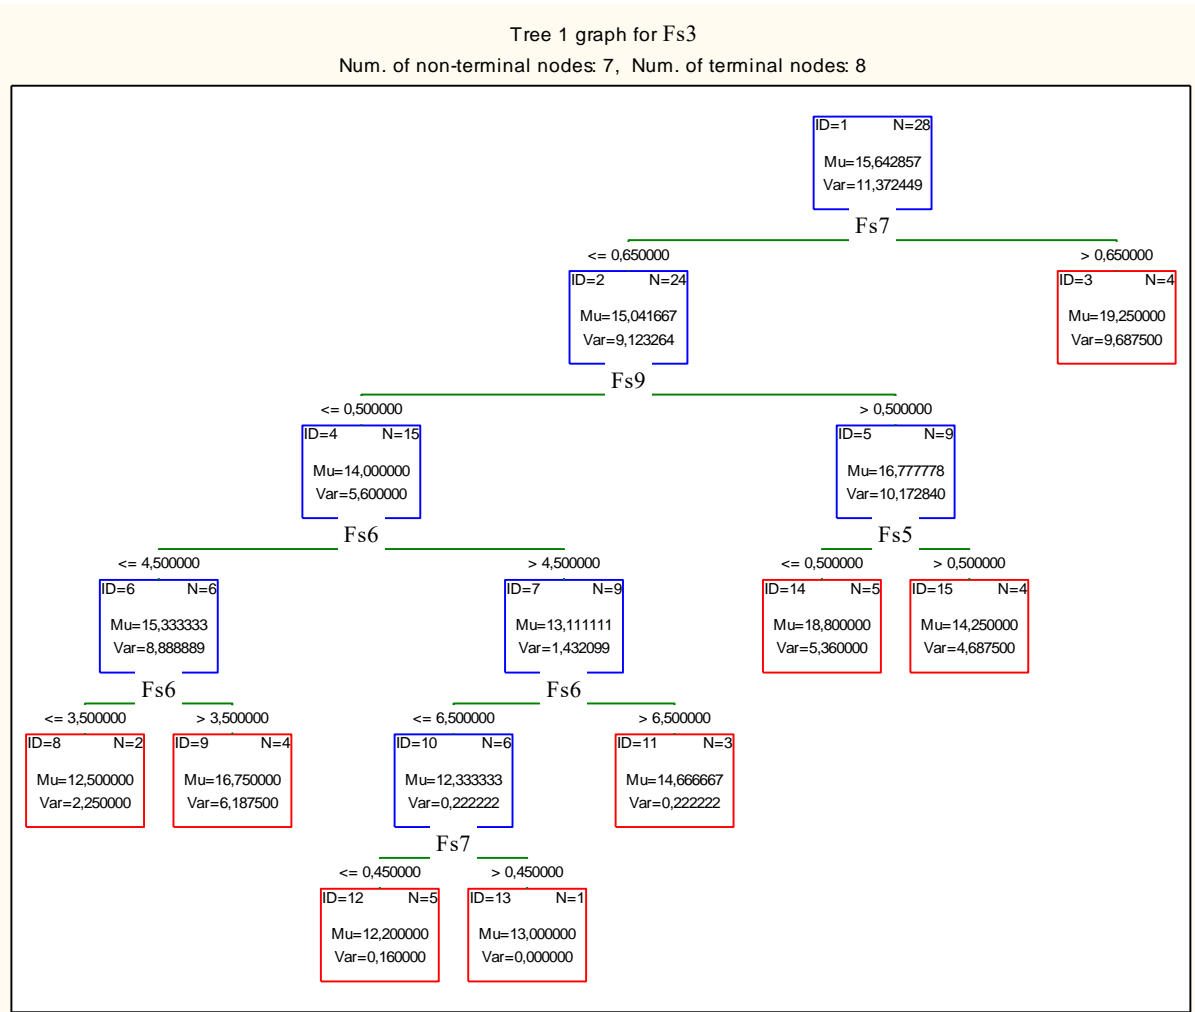 Tree 1 graph for Fs3
Num. of non-terminal nodes: 7, Num. of terminal nodes: 8
ID=1 N=28
Mu=15,642857
Var=11,372449
Fs7
<= 0,650000 > 0,650000
ID=2 N=24 ID=3 N=4
Mu=15,041667 Mu=19,250000
Var=9,123264 Var=9,687500
Fs9
<= 0,500000 > 0,500000
ID=4 N=15 ID=5 N=9
Mu=14,000000 Mu=16,777778
Var=5,600000 Var=10,172840
Fs6 Fs5
<= 4,500000 > 4,500000 <= 0,500000 > 0,500000
ID=6 N=6 ID=7 N=9 ID=14 N=5 ID=15 N=4
Mu=15,333333 Mu=13,111111 Mu=18,800000 Mu=14,250000
Var=8,888889 Var=1,432099 Var=5,360000 Var=4,687500
Fs6 Fs6
<= 3,500000 > 3,500000 <= 6,500000 > 6,500000
ID=8 N=2 ID=9 N=4 ID=10 N=6 ID=11 N=3
Mu=12,500000 Mu=16,750000 Mu=12,333333 Mu=14,666667
Var=2,250000 Var=6,187500 Var=0,222222 Var=0,222222
Fs7
<= 0,450000 > 0,450000
ID=12 N=5 ID=13 N=1
Mu=12,200000 Mu=13,000000
Var=0,160000 Var=0,000000